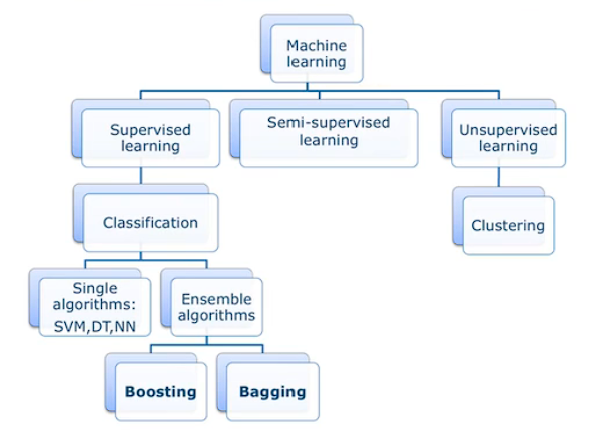 Machine
learning
Supervised
learning
Semi-supervised
learning
Unsupervised
learning
Classification
Clustering
Single
algorithms:
SVM,DT,NN
Ensemble
algorithms
Boosting
Bagging